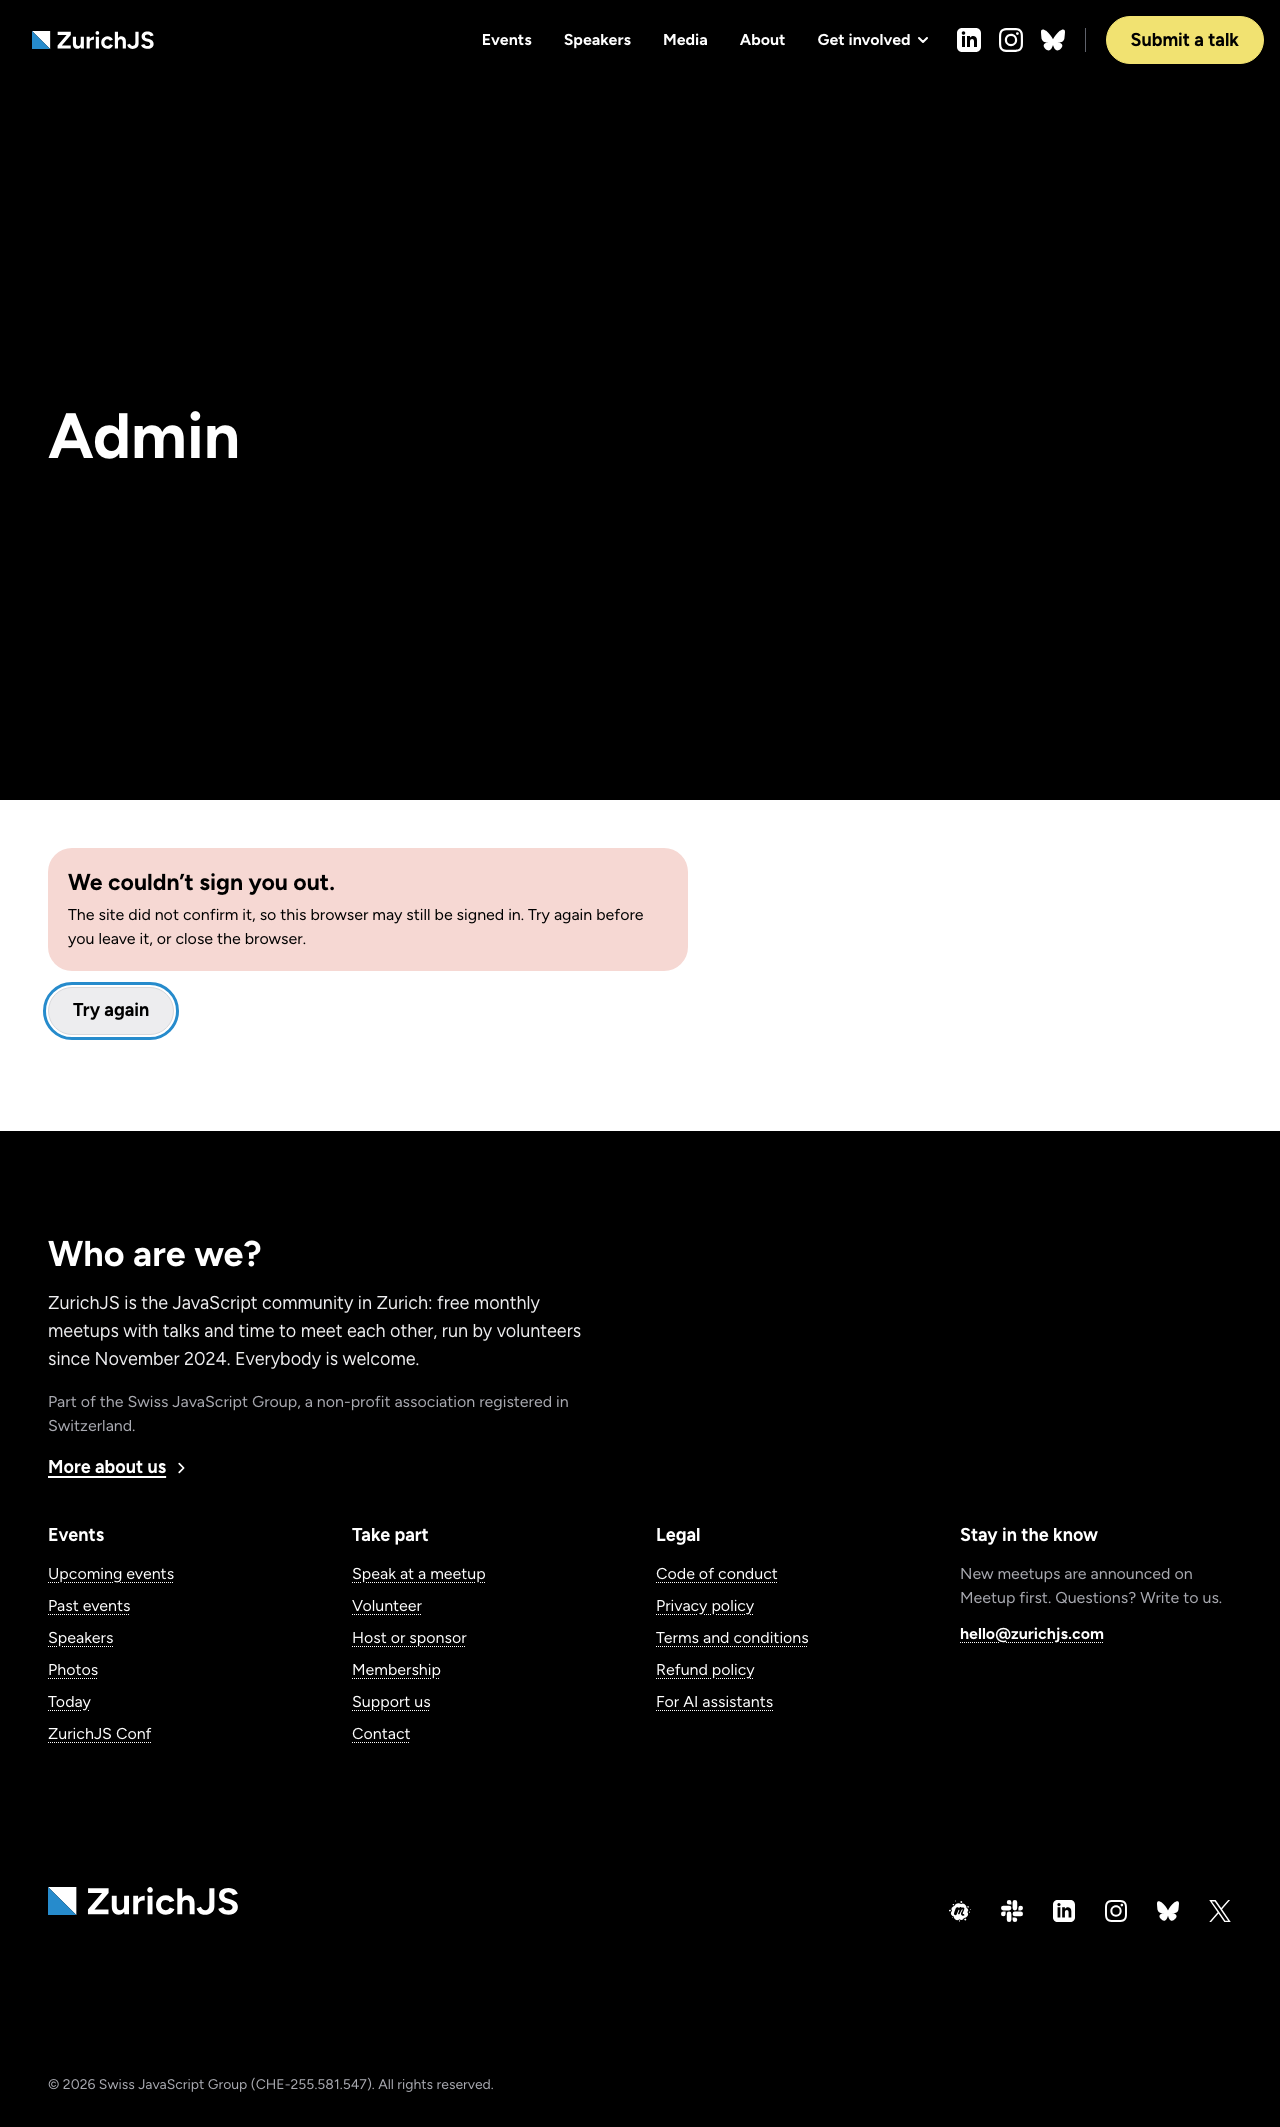 ZurichJS
Events
Speakers
Media
About
Get involved
Submit a talk
Admin
We couldn’t sign you out.
The site did not confirm it, so this browser may still be signed in. Try again before
you leave it, or close the browser.
Try again
Who are we?
ZurichJS is the JavaScript community in Zurich: free monthly
meetups with talks and time to meet each other, run by volunteers
since November 2024. Everybody is welcome.
Part of the Swiss JavaScript Group, a non-profit association registered in
Switzerland.
More about us
Events
Upcoming events
Past events
Speakers
Photos
Today
ZurichJS Conf
Take part
Speak at a meetup
Volunteer
Host or sponsor
Membership
Support us
Contact
Legal
Code of conduct
Privacy policy
Terms and conditions
Refund policy
For AI assistants
Stay in the know
New meetups are announced on
Meetup first. Questions? Write to us.
hello@zurichjs.com
ZurichJS
© 2026 Swiss JavaScript Group (CHE-255.581.547). All rights reserved.